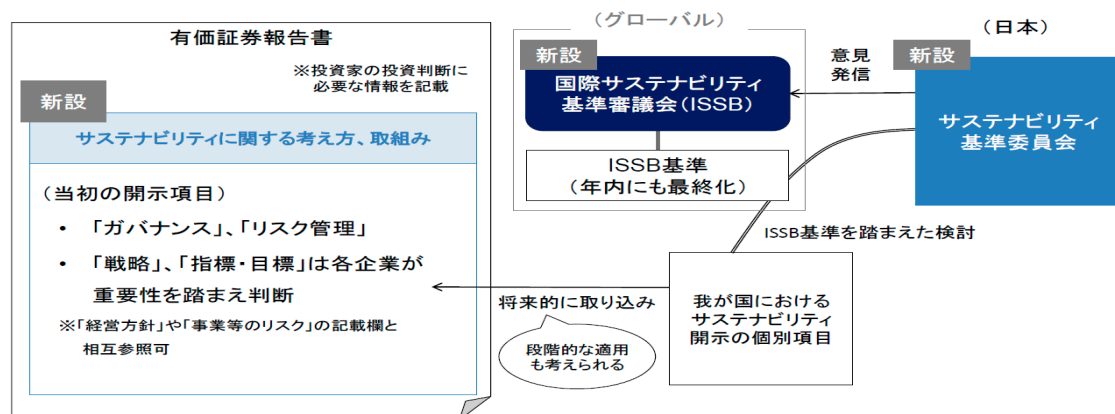 有価証券報告書
※投資家の投資判断に
必要な情報を記載
新設
サステナビリティに関する考え方、取組み
(当初の開示項目)
・ 「ガバナンス」、「リスク管理」
・ 「戦略」、「指標・目標」は各企業が
重要性を踏まえ判断
※「経営方針」や「事業等のリスク」の記載欄と
相互参照可
(グローバル)
新設
国際サステナビリティ
基準審議会(ISSB)
ISSB基準
(年内にも最終化)
意見
発信
(日本)
新設
サステナビリティ
基準委員会
ISSB基準を踏まえた検討
我が国における
サステナビリティ
開示の個別項目
将来的に取り込み
段階的な適用
も考えられる